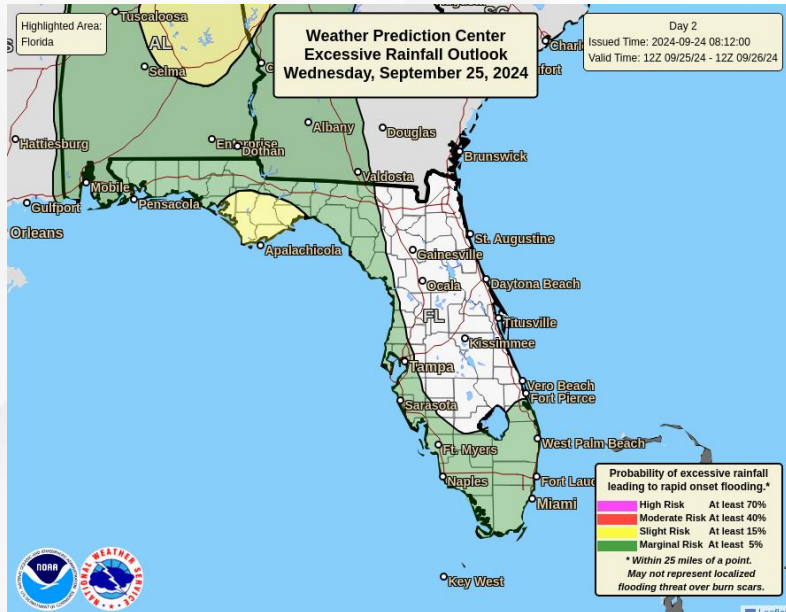 Highlighted Area:
Florida
Weather Prediction Center
Excessive Rainfall Outlook
Wednesday, September 25, 2024
Day 2
Issued Time: 2024-09-24 08:12:00
Valid Time: 12Z 09/25/24 - 12Z 09/26/24
Tuscaloosa
AL
Selma
Albany
Douglas
Hattiesburg
Enterprise
Dothan
Brunswick
Valdosta
Mobile
Pensacola
Gulfport
Orleans
Apalachicola
St. Augustine
Gainesville
Ocala
Daytona Beach
FL
Titusville
Kissimmee
Tampa
Vero Beach
Fort Pierce
Sarasota
West Palm Beach
Ft. Myers
Naples
Fort Laud
Miami
Key West
Probability of excessive rainfall
leading to rapid onset flooding.*
High Risk At least 70%
Moderate Risk At least 40%
Slight Risk At least 15%
Marginal Risk At least 5%
* Within 25 miles of a point.
May not represent localized
flooding threat over burn scars.
NOAA
NATIONAL WEATHER SERVICE